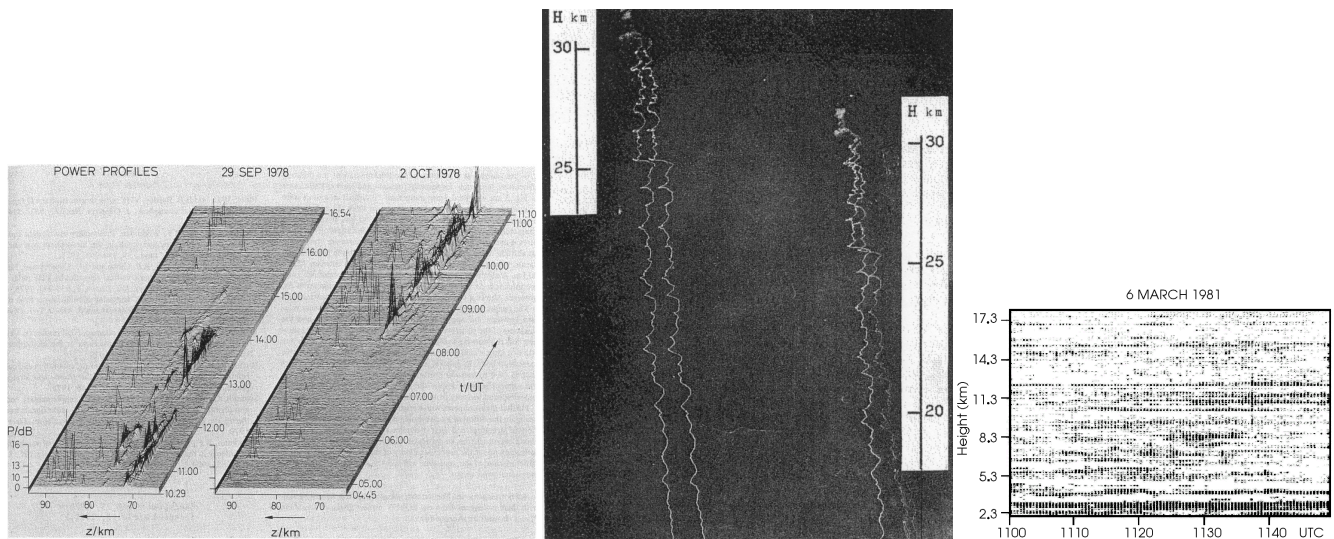 POWER PROFILES 29 SEP 1978 2 OCT 1978
16.54
16.00
15.00
14.00
13.00
12.00
11.00
10.29
P/dB
16
13
10
0
90 80 70
z/km
11.10
11.00
10.00
09.00
08.00
07.00
06.00
05.00
04.45
t/UT
90 80 70
z/km
H km
30
25
H km
30
25
20
6 MARCH 1981
Height (km)
17,3
14,3
11,3
8,3
5,3
2,3
1100 1110 1120 1130 1140 UTC